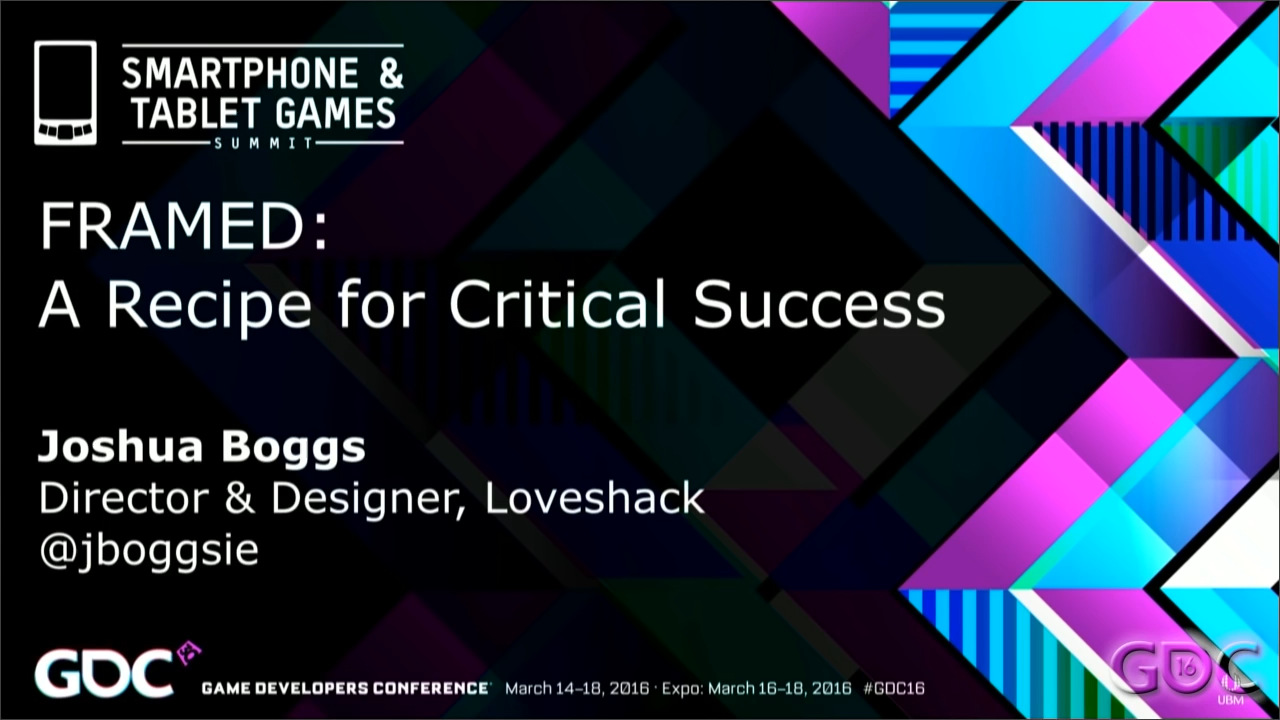 SMARTPHONE &
TABLET GAMES
SUMMIT
FRAMED:
A Recipe for Critical Success
Joshua Boggs
Director & Designer, Loveshack
@jboggsie
GDC GAME DEVELOPERS CONFERENCE March 14–18, 2016 · Expo: March 16–18, 2016 #GDC16
GDC
16
UBM